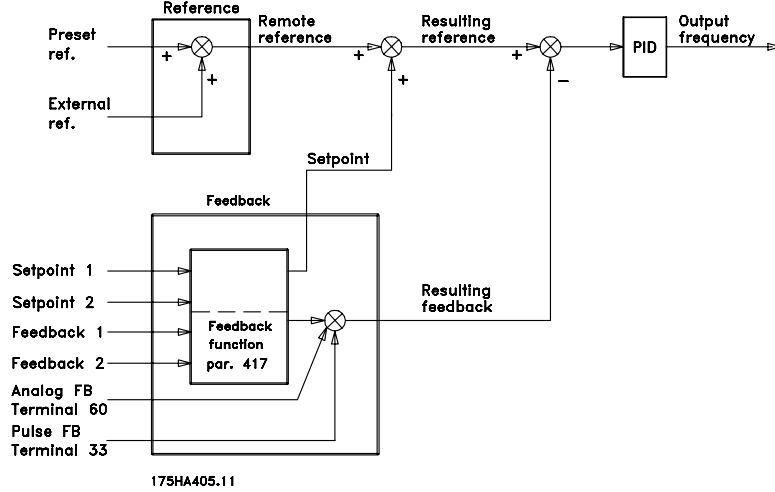 Reference
Preset
ref.
External
ref.
+
+
Remote
reference
+
+
Resulting
reference
+
−
PID
Output
frequency
Setpoint
Feedback
Setpoint 1
Setpoint 2
Feedback 1
Feedback 2
Analog FB
Terminal 60
Pulse FB
Terminal 33
Feedback
function
par. 417
Resulting
feedback
175HA405.11